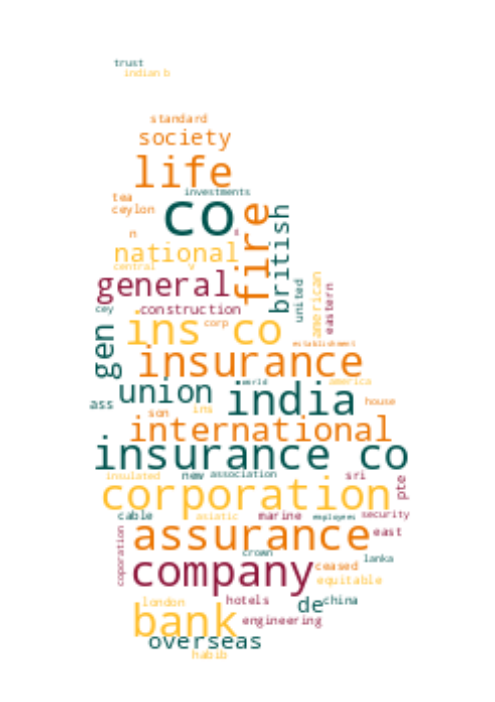 trust
indian b
standard
society
life
investments
tea
co
ceylon
fire
british
n
national
central
v
general
united
american
eastern
cey
construction
corp
ins co
gen
establishment
insurance
world
america
union
india
ass
house
son
ins
international
insurance co
insulated
new
association
sri
pte
corporation
cable
asiatic
marine
employees
security
coporation
assurance
east
crown
lanka
company
ceased
equitable
london
hotels
de
china
bank
engineering
overseas
habib